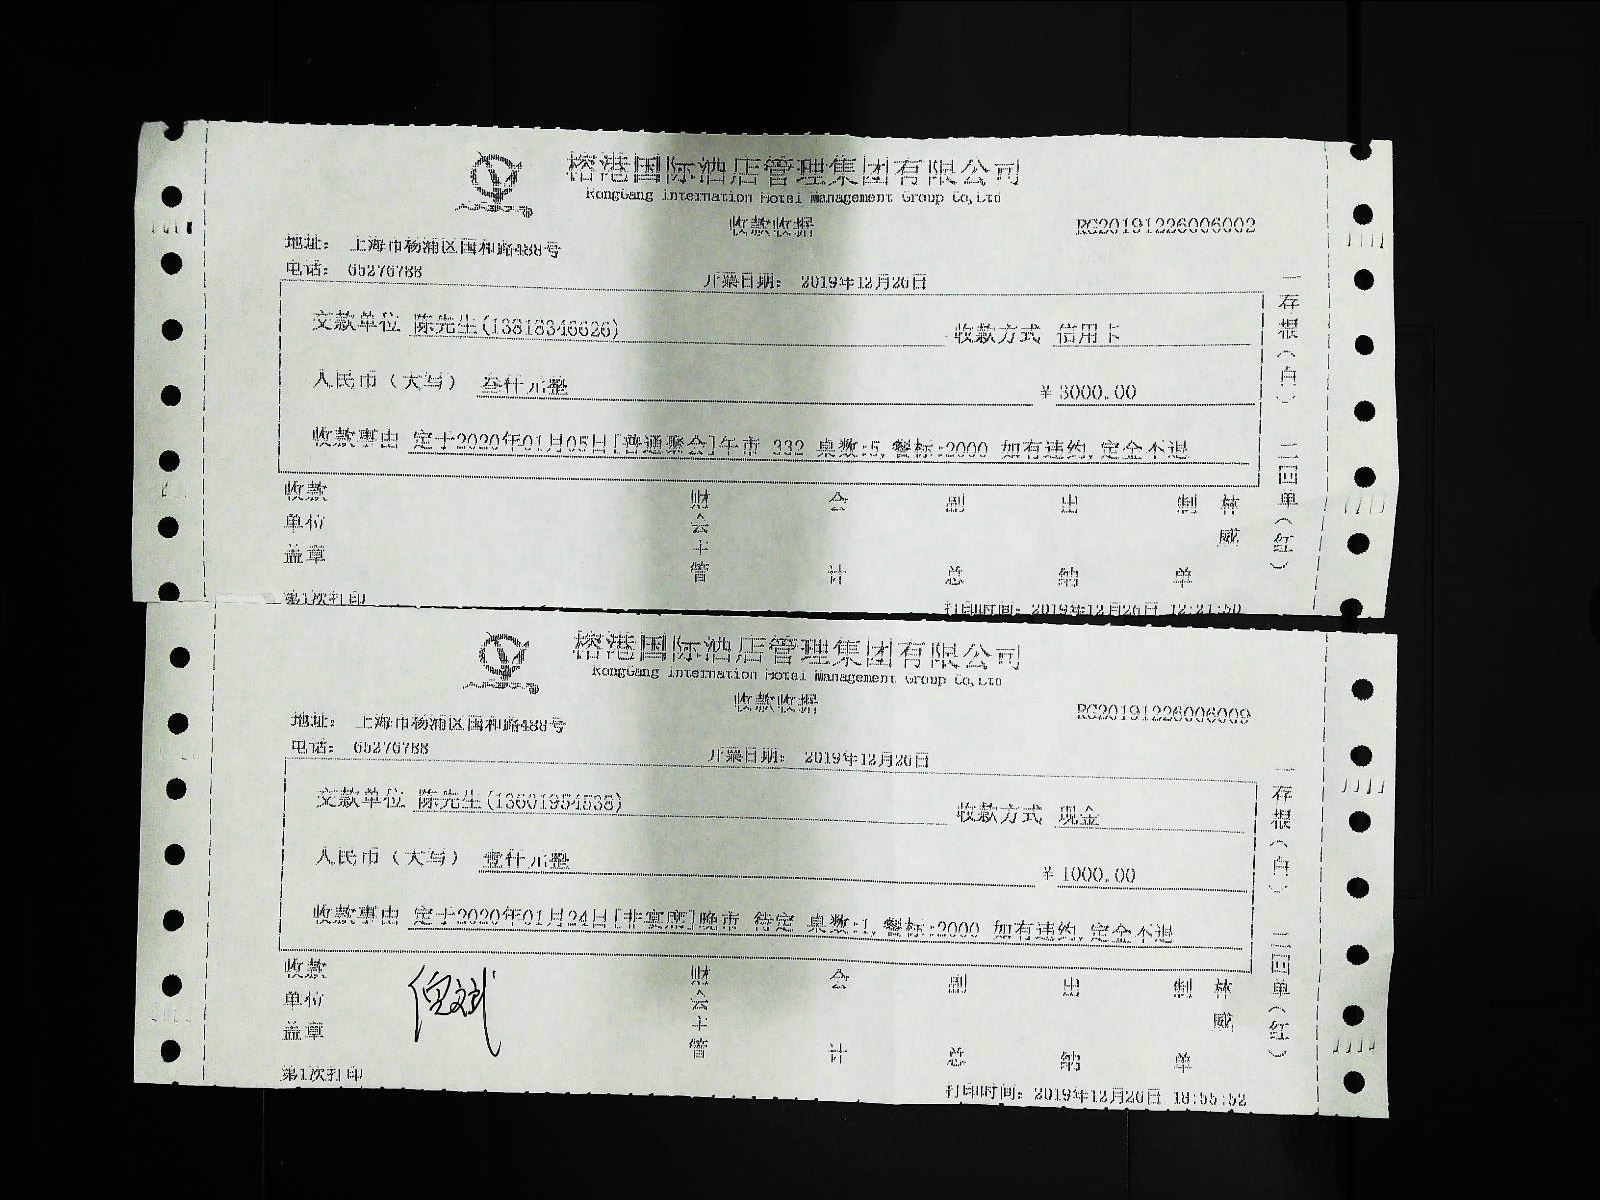 榕港国际酒店管理集团有限公司
RongGang International Hotel Management Group Co,Ltd
收款收据
RG20191226006002
地址： 上海市杨浦区国和路488号
电话： 65276788
开票日期： 2019年12月26日
交款单位 陈先生(13818346626) 收款方式 信用卡
人民币（大写） 叁仟元整 ¥ 3000.00
收款事由 定于2020年01月05日[普通聚会]午市 332 桌数:5,餐标:2000 如有违约,定金不退
一存根（白） 二回单（红）
收款单位盖章 财会主管 会计 副总 出纳 制单 林威
第1次打印
打印时间： 2019年12月26日 12:21:50
榕港国际酒店管理集团有限公司
RongGang International Hotel Management Group Co,Ltd
收款收据
RG20191226006009
地址： 上海市杨浦区国和路488号
电话： 65276788
开票日期： 2019年12月26日
交款单位 陈先生(13601954538) 收款方式 现金
人民币（大写） 壹仟元整 ¥ 1000.00
收款事由 定于2020年01月24日[非宴席]晚市 待定 桌数:1,餐标:2000 如有违约,定金不退
一存根（白） 二回单（红）
收款单位盖章 财会主管 会计 副总 出纳 制单 林威
第1次打印
打印时间： 2019年12月26日 18:55:52